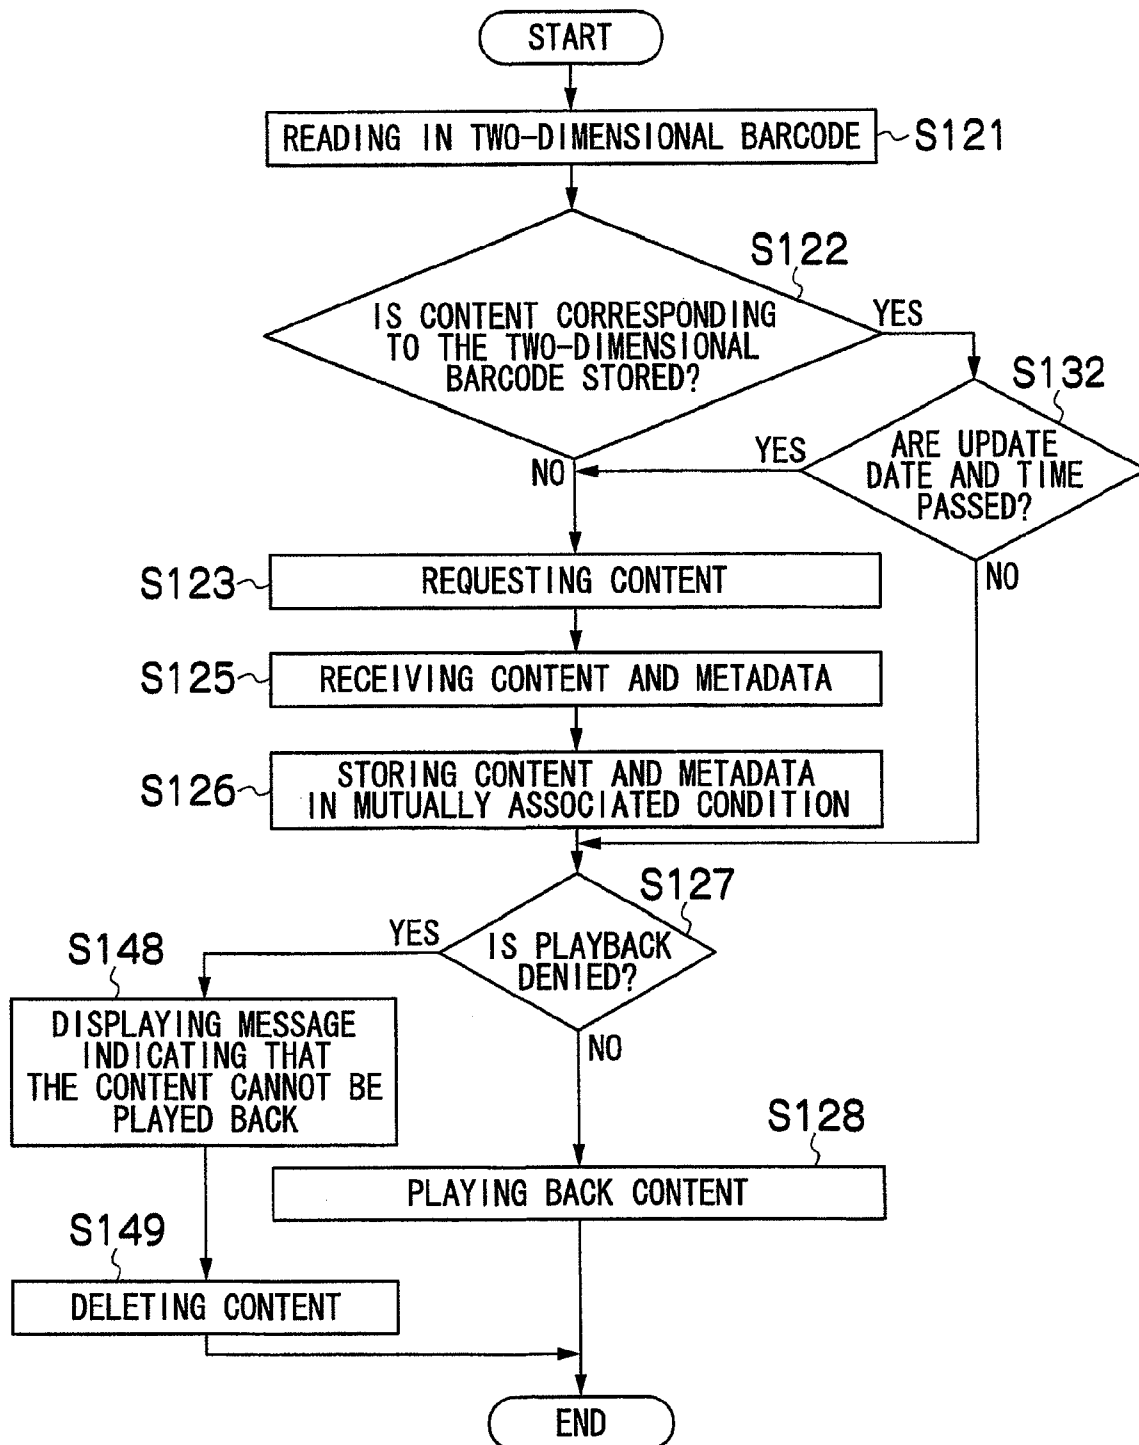 START
READING IN TWO-DIMENSIONAL BARCODE
S121
S122
IS CONTENT CORRESPONDING
TO THE TWO-DIMENSIONAL
BARCODE STORED?
YES
NO
S132
ARE UPDATE
DATE AND TIME
PASSED?
YES
NO
S123
REQUESTING CONTENT
S125
RECEIVING CONTENT AND METADATA
S126
STORING CONTENT AND METADATA
IN MUTUALLY ASSOCIATED CONDITION
S127
IS PLAYBACK
DENIED?
YES
NO
S148
DISPLAYING MESSAGE
INDICATING THAT
THE CONTENT CANNOT BE
PLAYED BACK
S128
PLAYING BACK CONTENT
S149
DELETING CONTENT
END